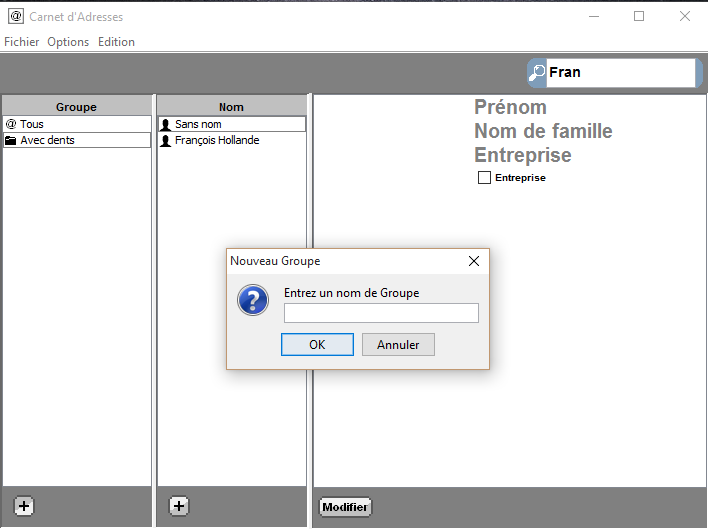 @ Carnet d'Adresses
Fichier Options Edition
Fran
Groupe
@ Tous
Avec dents
Nom
Sans nom
François Hollande
Prénom
Nom de famille
Entreprise
Entreprise
Nouveau Groupe
?
Entrez un nom de Groupe
OK Annuler
+
+
Modifier